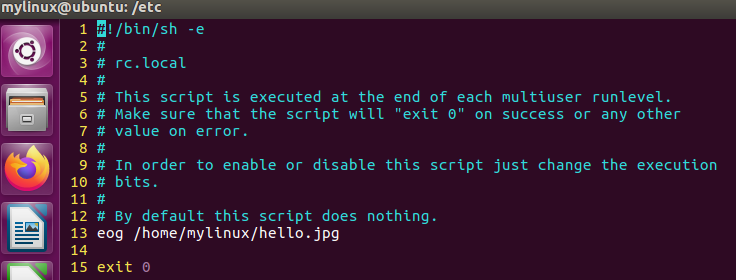 mylinux@ubuntu: /etc
1 #!/bin/sh -e
2 #
3 # rc.local
4 #
5 # This script is executed at the end of each multiuser runlevel.
6 # Make sure that the script will "exit 0" on success or any other
7 # value on error.
8 #
9 # In order to enable or disable this script just change the execution
10 # bits.
11 #
12 # By default this script does nothing.
13 eog /home/mylinux/hello.jpg
14
15 exit 0